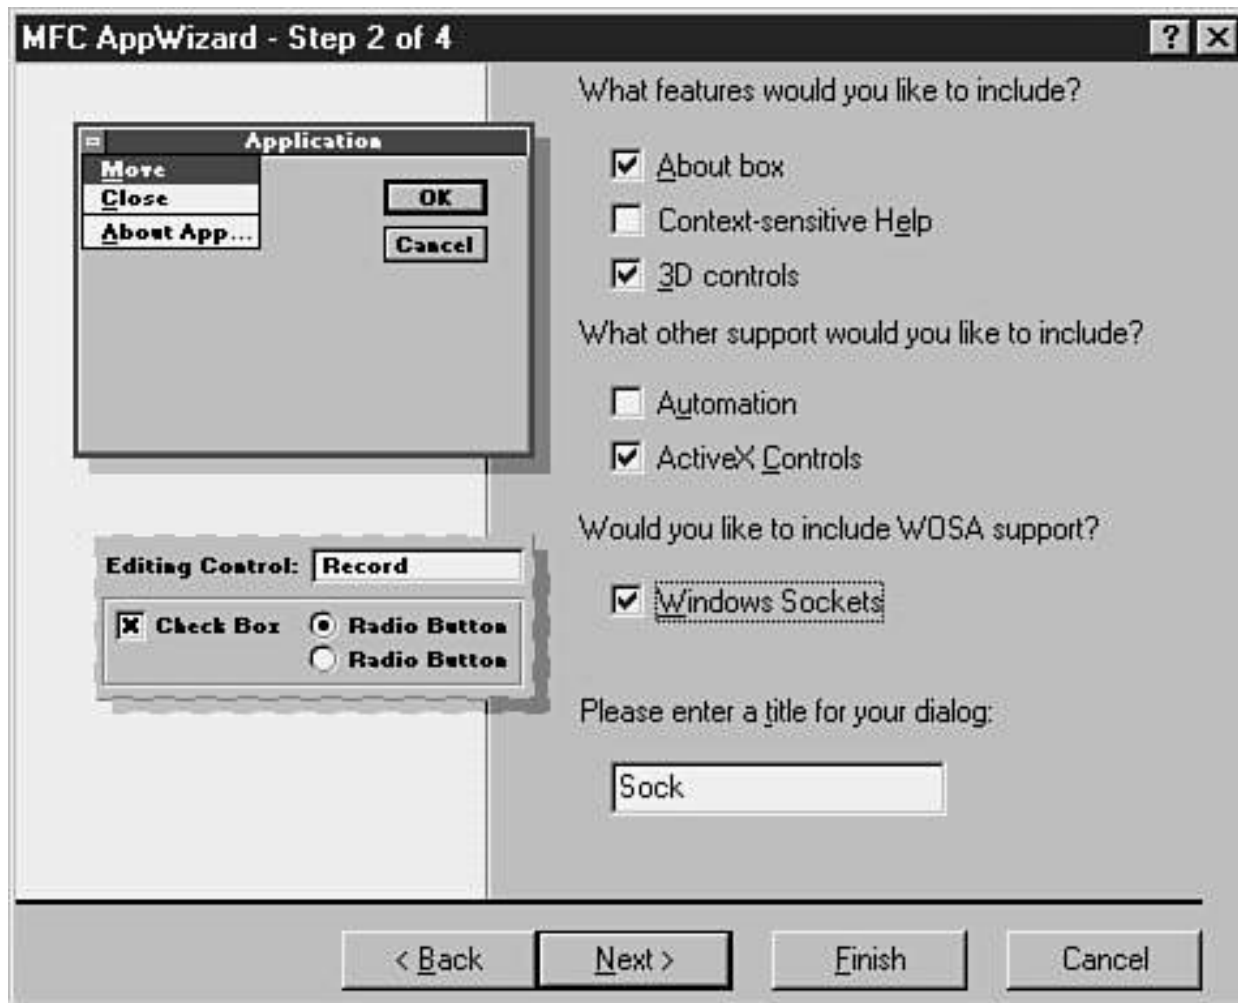 MFC AppWizard - Step 2 of 4
Application
Move
Close
About App...
OK
Cancel
Editing Control: Record
Check Box Radio Button
Radio Button
What features would you like to include?
About box
Context-sensitive Help
3D controls
What other support would you like to include?
Automation
ActiveX Controls
Would you like to include WOSA support?
Windows Sockets
Please enter a title for your dialog:
Sock
< Back Next > Finish Cancel